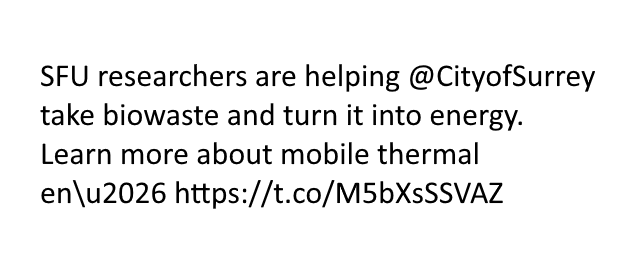 SFU researchers are helping @CityofSurrey
take biowaste and turn it into energy.
Learn more about mobile thermal
en\u2026 https://t.co/M5bXsSSVAZ